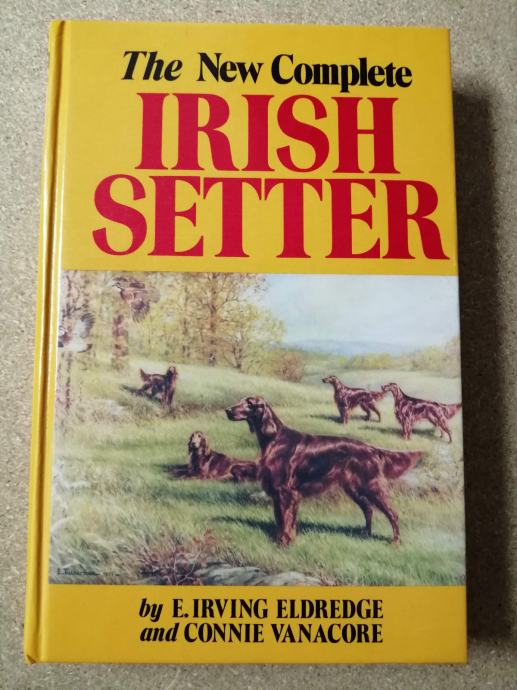 The New Complete
IRISH
SETTER
by E. IRVING ELDREDGE
and CONNIE VANACORE